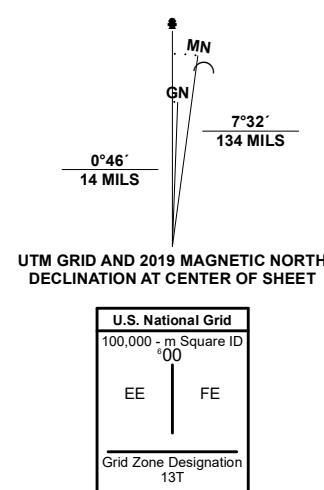 MN
GN
7°32´
134 MILS
0°46´
14 MILS
UTM GRID AND 2019 MAGNETIC NORTH
DECLINATION AT CENTER OF SHEET
U.S. National Grid
100,000 - m Square ID
⁶00
EE FE
Grid Zone Designation
13T